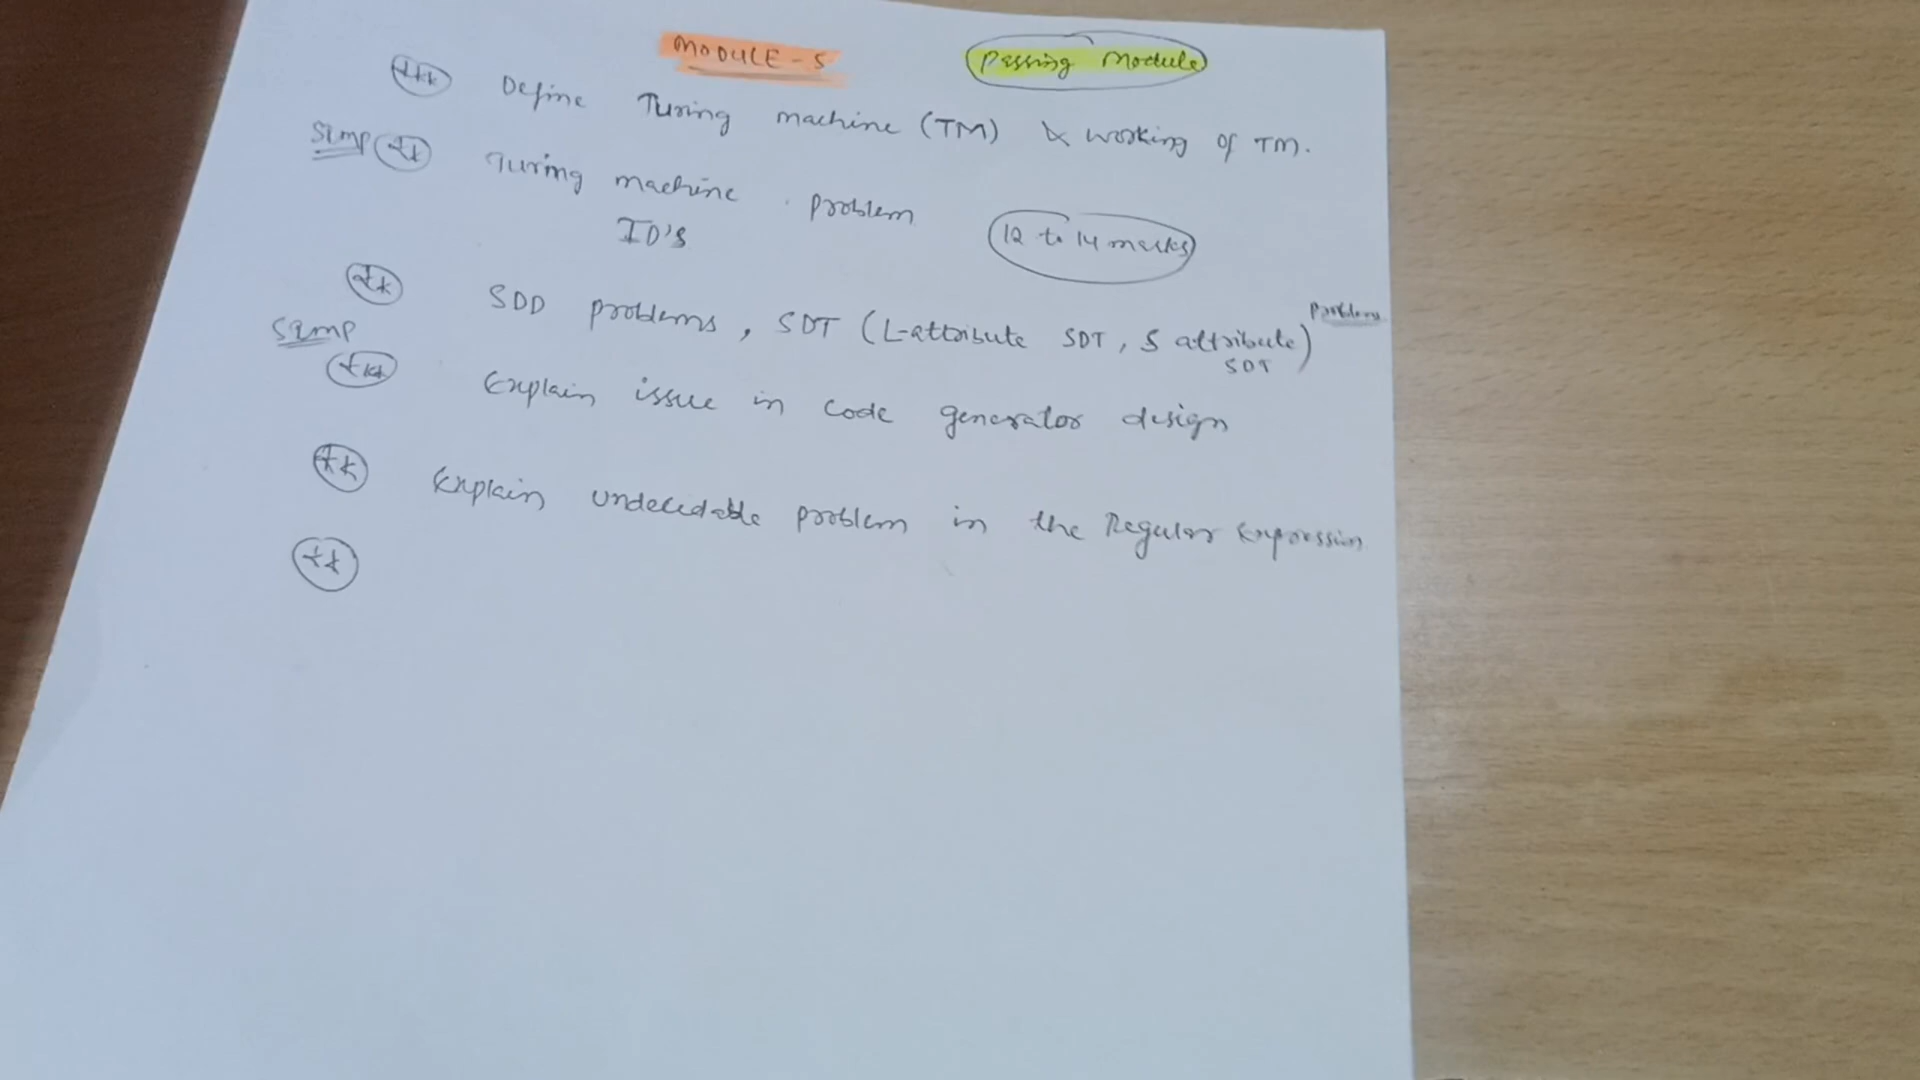 MODULE - 5 Passing Module
*** Define Turing machine (TM) & working of TM.
SImp ** Turing machine problem
ID's 12 to 14 marks
** SDD problems, SDT (L-attribute SDT, S attribute) Problems
SDT
SImp
*** Explain issue in code generator design
** Explain undecidable problem in the Regular Expression
**